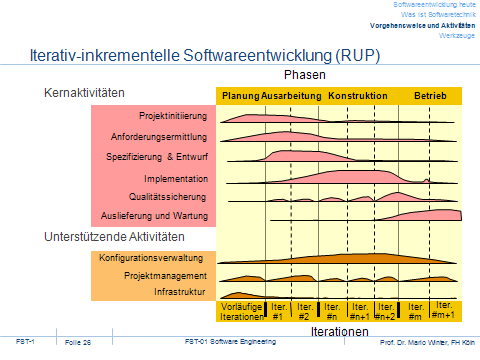 Softwareentwicklung heute
Was ist Softwaretechnik
Vorgehensweise und Aktivitäten
Werkzeuge
Iterativ-inkrementelle Softwareentwicklung (RUP)
Phasen
Kernaktivitäten
Planung Ausarbeitung Konstruktion Betrieb
Projektinitiierung
Anforderungsermittlung
Spezifizierung & Entwurf
Implementation
Qualitätssicherung
Auslieferung und Wartung
Unterstützende Aktivitäten
Konfigurationsverwaltung
Projektmanagement
Infrastruktur
Vorläufige Iter. Iter. Iter. Iter. Iter. Iter. Iter.
Iterationen #1 #2 #n #n+1 #n+2 #m #m+1
Iterationen
FST-1 Folie 26 FST-01 Software Engineering Prof. Dr. Mario Winter, FH Köln